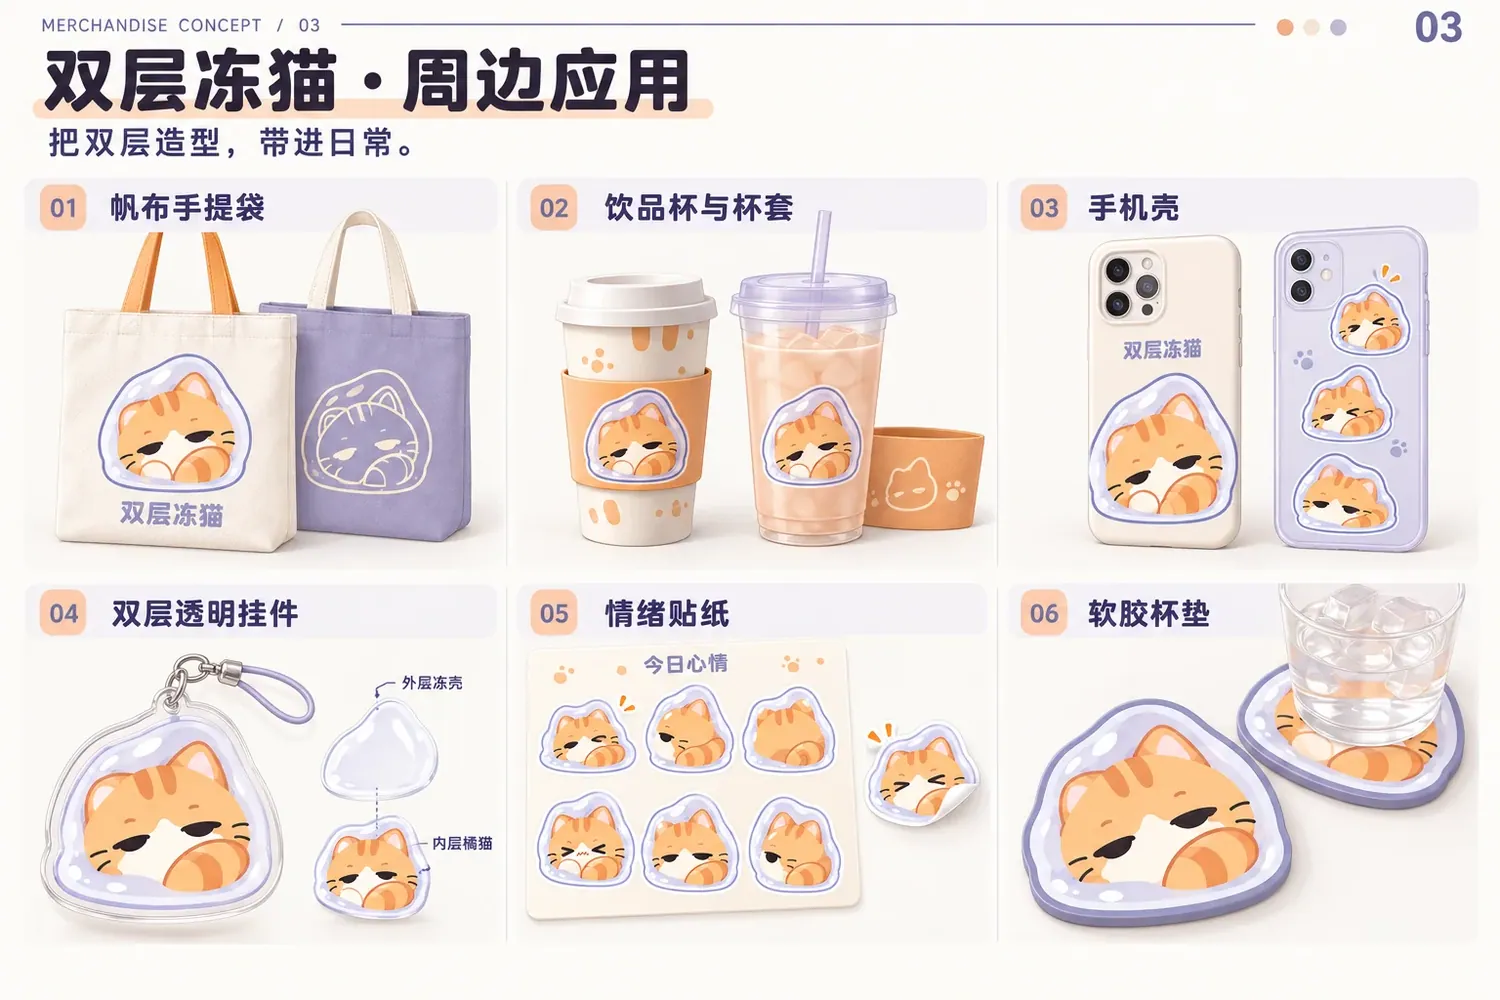 MERCHANDISE CONCEPT / 03
03
双层冻猫·周边应用
把双层造型，带进日常。
01 帆布手提袋
双层冻猫
02 饮品杯与杯套
03 手机壳
双层冻猫
04 双层透明挂件
外层冻壳
内层橘猫
05 情绪贴纸
今日心情
06 软胶杯垫